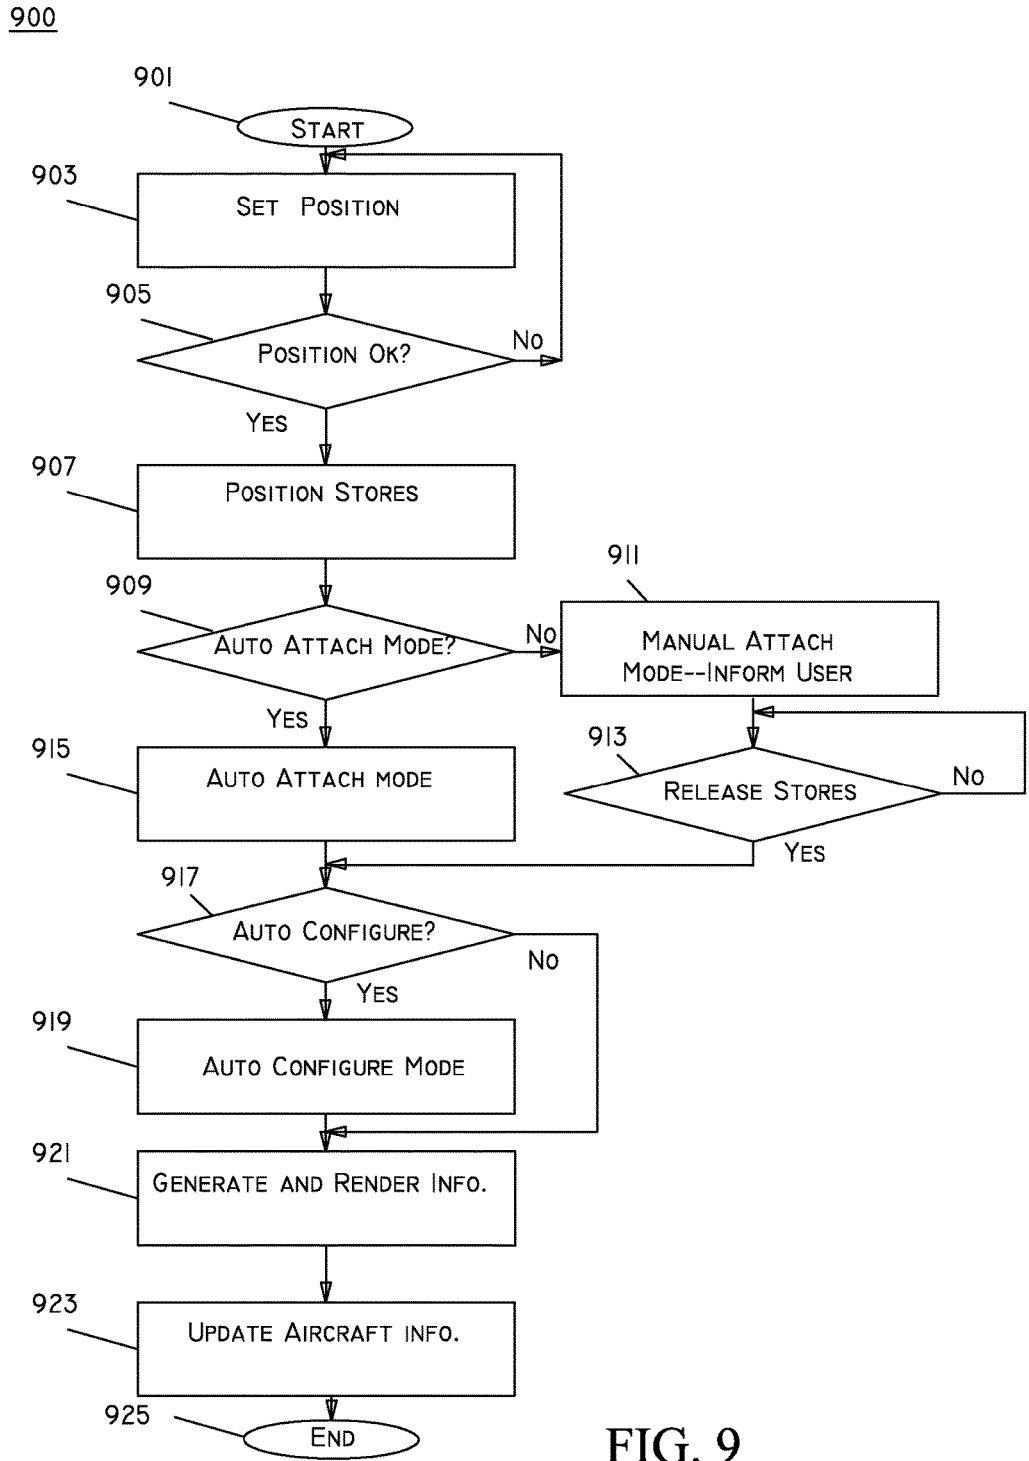 900
901
START
903
SET POSITION
905
POSITION OK?
NO
YES
907
POSITION STORES
909
AUTO ATTACH MODE?
NO
911
MANUAL ATTACH
MODE--INFORM USER
YES
915
AUTO ATTACH MODE
913
RELEASE STORES
NO
YES
917
AUTO CONFIGURE?
NO
YES
919
AUTO CONFIGURE MODE
921
GENERATE AND RENDER INFO.
923
UPDATE AIRCRAFT INFO.
925
END
FIG. 9